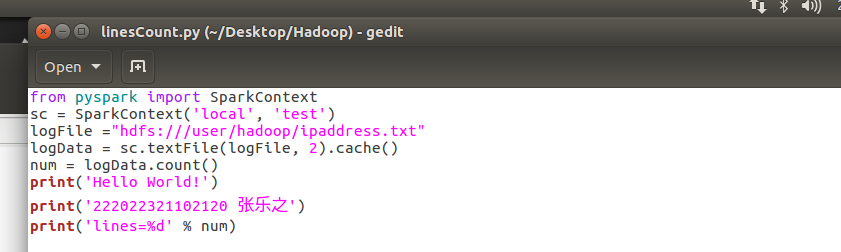 linesCount.py (~/Desktop/Hadoop) - gedit
Open
from pyspark import SparkContext
sc = SparkContext('local', 'test')
logFile ="hdfs:///user/hadoop/ipaddress.txt"
logData = sc.textFile(logFile, 2).cache()
num = logData.count()
print('Hello World!')
print('222022321102120 张乐之')
print('lines=%d' % num)